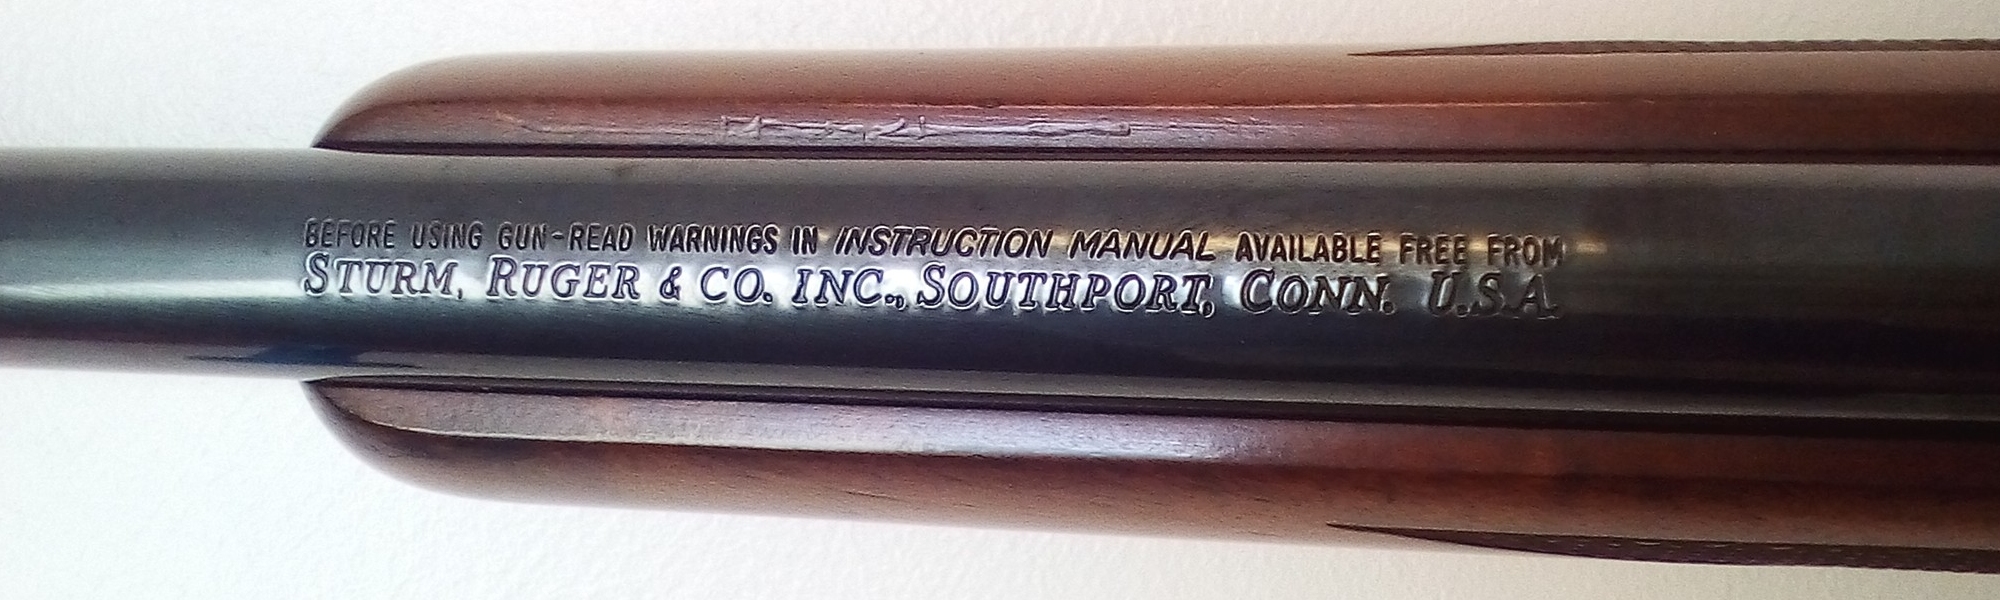 BEFORE USING GUN-READ WARNINGS IN INSTRUCTION MANUAL AVAILABLE FREE FROM
STURM, RUGER & CO. INC., SOUTHPORT, CONN. U.S.A.